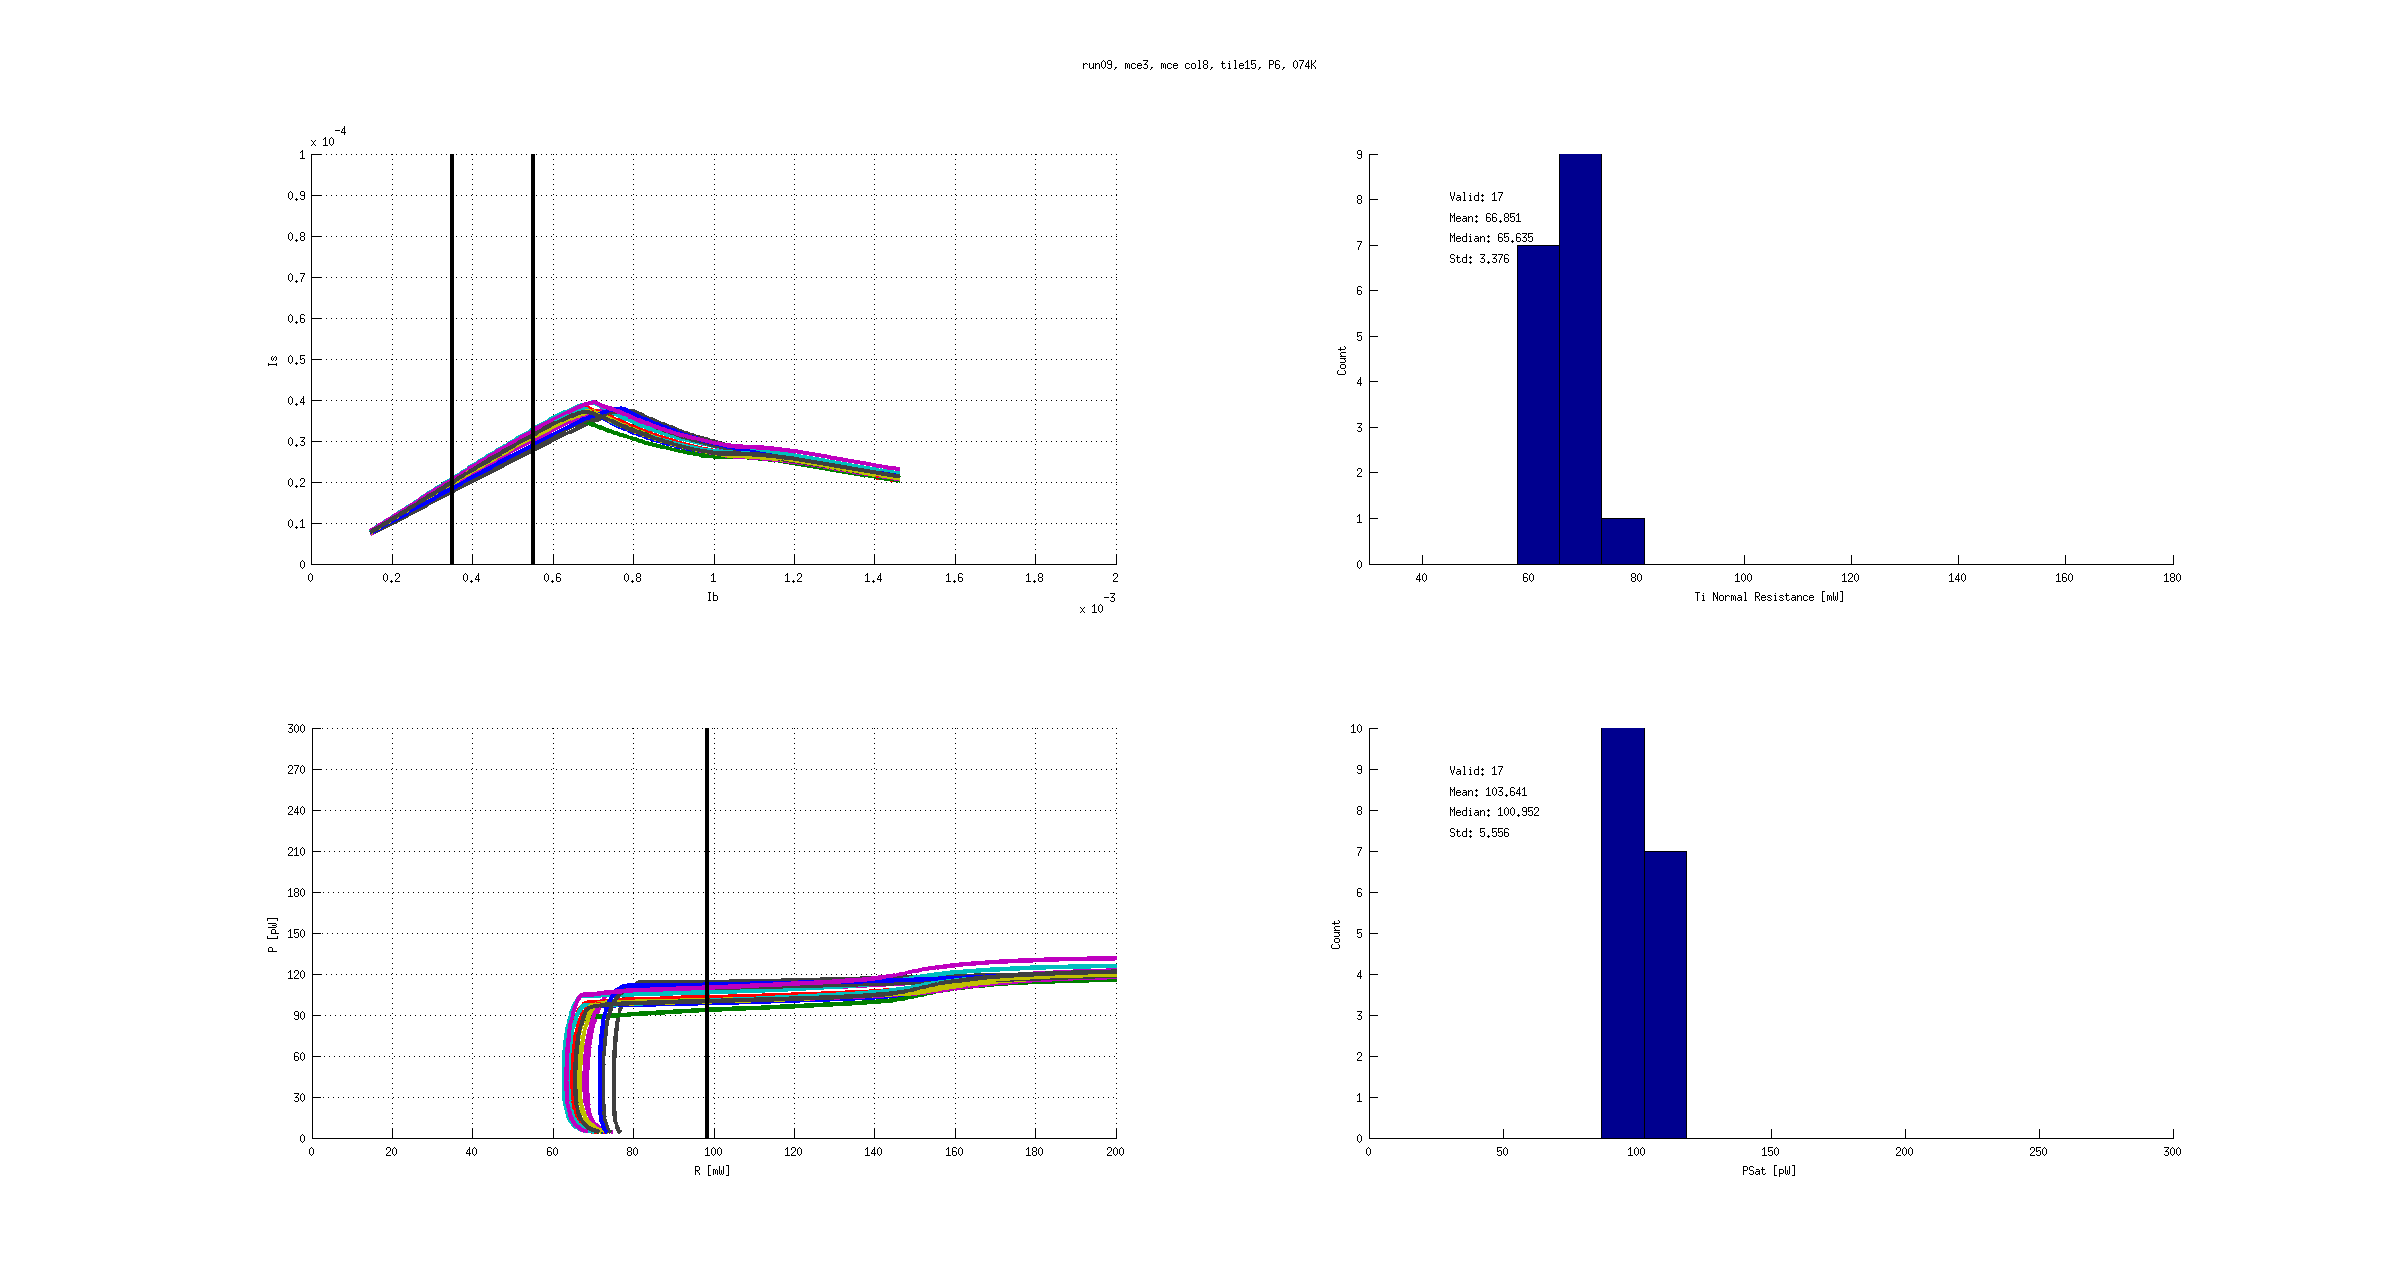 run09, mce3, mce col8, tile15, P6, 074K
x 10 -4
1
0.9
0.8
0.7
0.6
0.5
0.4
0.3
0.2
0.1
0
Is
0 0.2 0.4 0.6 0.8 1 1.2 1.4 1.6 1.8 2
Ib
x 10 -3
9
8
7
6
5
4
3
2
1
0
Count
Valid: 17
Mean: 66.851
Median: 65.635
Std: 3.376
40 60 80 100 120 140 160 180
Ti Normal Resistance [mW]
300
270
240
210
180
150
120
90
60
30
0
P [pW]
0 20 40 60 80 100 120 140 160 180 200
R [mW]
10
9
8
7
6
5
4
3
2
1
0
Count
Valid: 17
Mean: 103.641
Median: 100.952
Std: 5.556
0 50 100 150 200 250 300
PSat [pW]